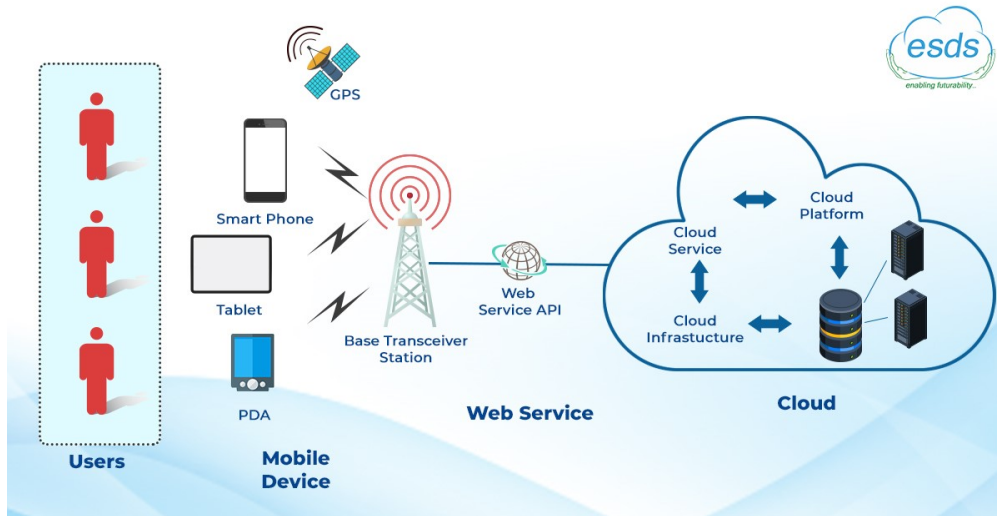 esds
enabling futurability..
GPS
Smart Phone
Tablet
PDA
Base Transceiver
Station
Web
Service API
Cloud
Service
Cloud
Platform
Cloud
Infrastucture
Users
Mobile
Device
Web Service
Cloud